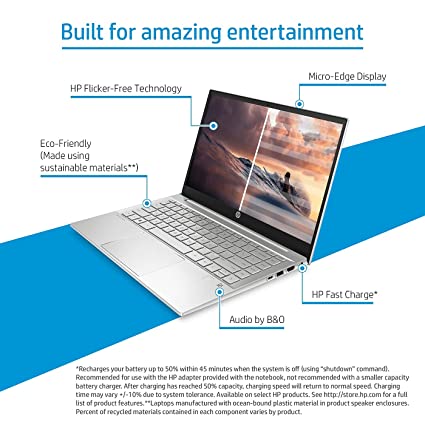 Built for amazing entertainment
Micro-Edge Display
HP Flicker-Free Technology
Eco-Friendly
(Made using
sustainable materials**)
HP Fast Charge*
Audio by B&O
*Recharges your battery up to 50% within 45 minutes when the system is off (using "shutdown" command).
Recommended for use with the HP adapter provided with the notebook, not recommended with a smaller capacity
battery charger. After charging has reached 50% capacity, charging speed will return to normal speed. Charging
time may vary +/-10% due to system tolerance. Available on select HP products. See http://store.hp.com for a full
list of product features.**Laptops manufactured with ocean-bound plastic material in product speaker enclosures.
Percent of recycled materials contained in each component varies by product.